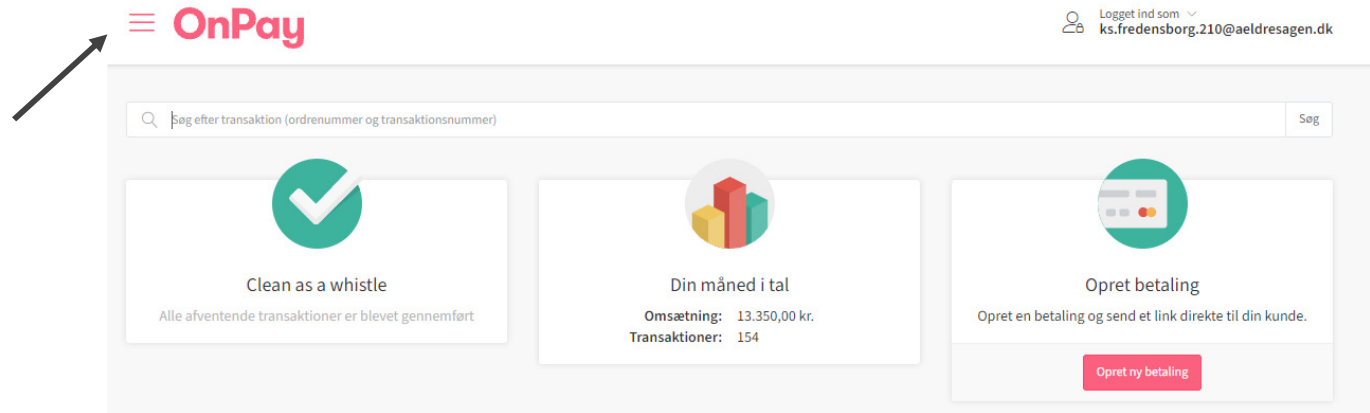 OnPay
Logget ind som
ks.fredensborg.210@aeldresagen.dk
Søg efter transaktion (ordrenummer og transaktionsnummer)
Søg
Clean as a whistle
Alle afventende transaktioner er blevet gennemført
Din måned i tal
Omsætning: 13.350,00 kr.
Transaktioner: 154
Opret betaling
Opret en betaling og send et link direkte til din kunde.
Opret ny betaling